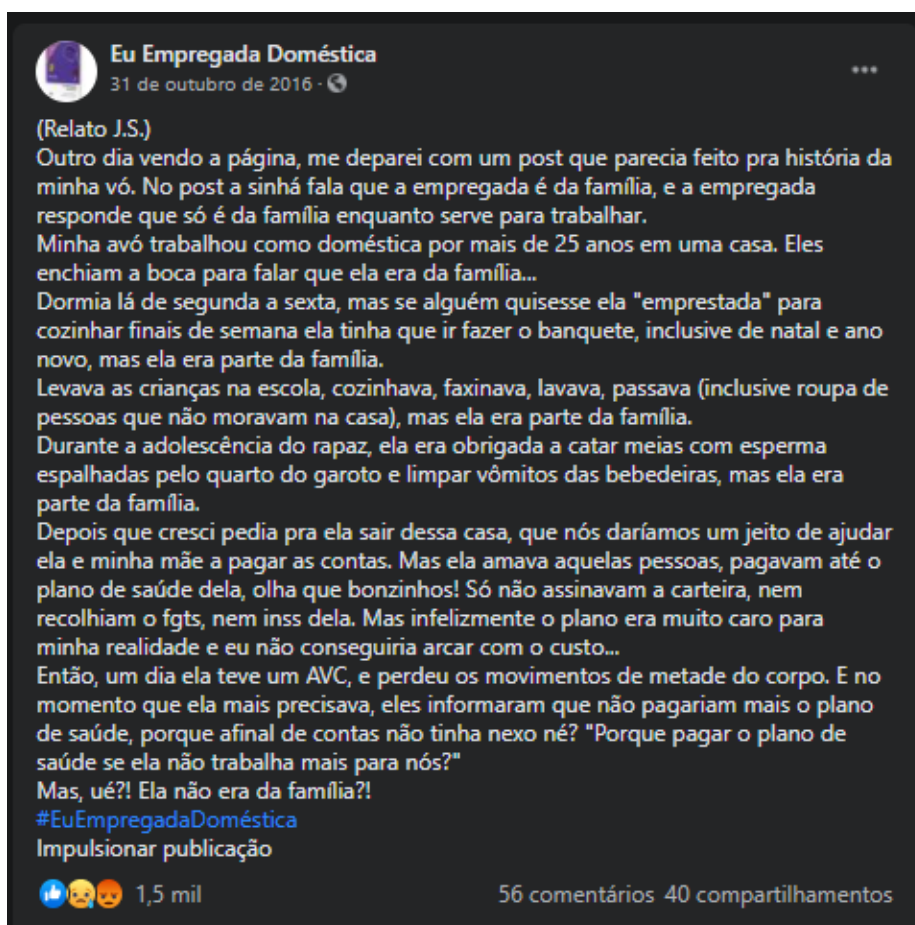 Eu Empregada Doméstica
31 de outubro de 2016 ·
(Relato J.S.)
Outro dia vendo a página, me deparei com um post que parecia feito pra história da
minha vó. No post a sinhá fala que a empregada é da família, e a empregada
responde que só é da família enquanto serve para trabalhar.
Minha avó trabalhou como doméstica por mais de 25 anos em uma casa. Eles
enchiam a boca para falar que ela era da família...
Dormia lá de segunda a sexta, mas se alguém quisesse ela "emprestada" para
cozinhar finais de semana ela tinha que ir fazer o banquete, inclusive de natal e ano
novo, mas ela era parte da família.
Levava as crianças na escola, cozinhava, faxinava, lavava, passava (inclusive roupa de
pessoas que não moravam na casa), mas ela era parte da família.
Durante a adolescência do rapaz, ela era obrigada a catar meias com esperma
espalhadas pelo quarto do garoto e limpar vômitos das bebedeiras, mas ela era
parte da família.
Depois que cresci pedia pra ela sair dessa casa, que nós daríamos um jeito de ajudar
ela e minha mãe a pagar as contas. Mas ela amava aquelas pessoas, pagavam até o
plano de saúde dela, olha que bonzinhos! Só não assinavam a carteira, nem
recolhiam o fgts, nem inss dela. Mas infelizmente o plano era muito caro para
minha realidade e eu não conseguiria arcar com o custo...
Então, um dia ela teve um AVC, e perdeu os movimentos de metade do corpo. E no
momento que ela mais precisava, eles informaram que não pagariam mais o plano
de saúde, porque afinal de contas não tinha nexo né? "Porque pagar o plano de
saúde se ela não trabalha mais para nós?"
Mas, ué?! Ela não era da família?!
#EuEmpregadaDoméstica
Impulsionar publicação
1,5 mil 56 comentários 40 compartilhamentos